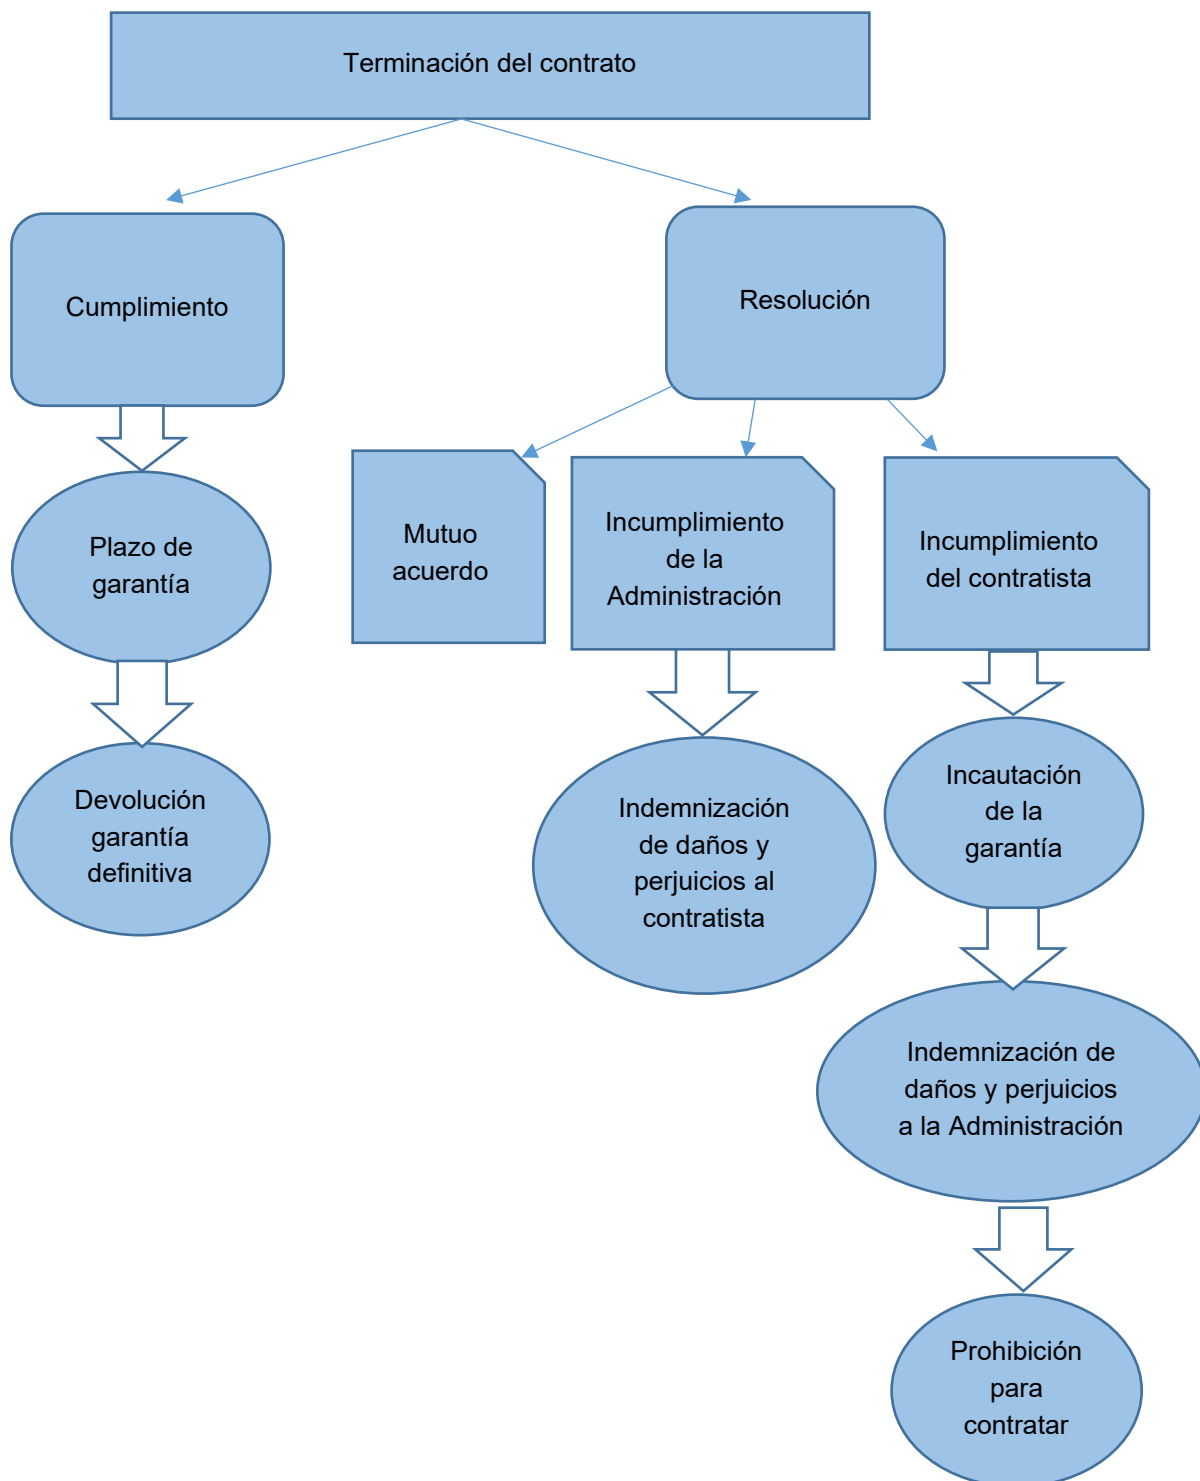 Terminación del contrato
Cumplimiento
Resolución
Plazo de
garantía
Devolución
garantía
definitiva
Mutuo
acuerdo
Incumplimiento
de la
Administración
Indemnización
de daños y
perjuicios al
contratista
Incumplimiento
del contratista
Incautación
de la
garantía
Indemnización de
daños y perjuicios
a la Administración
Prohibición
para
contratar